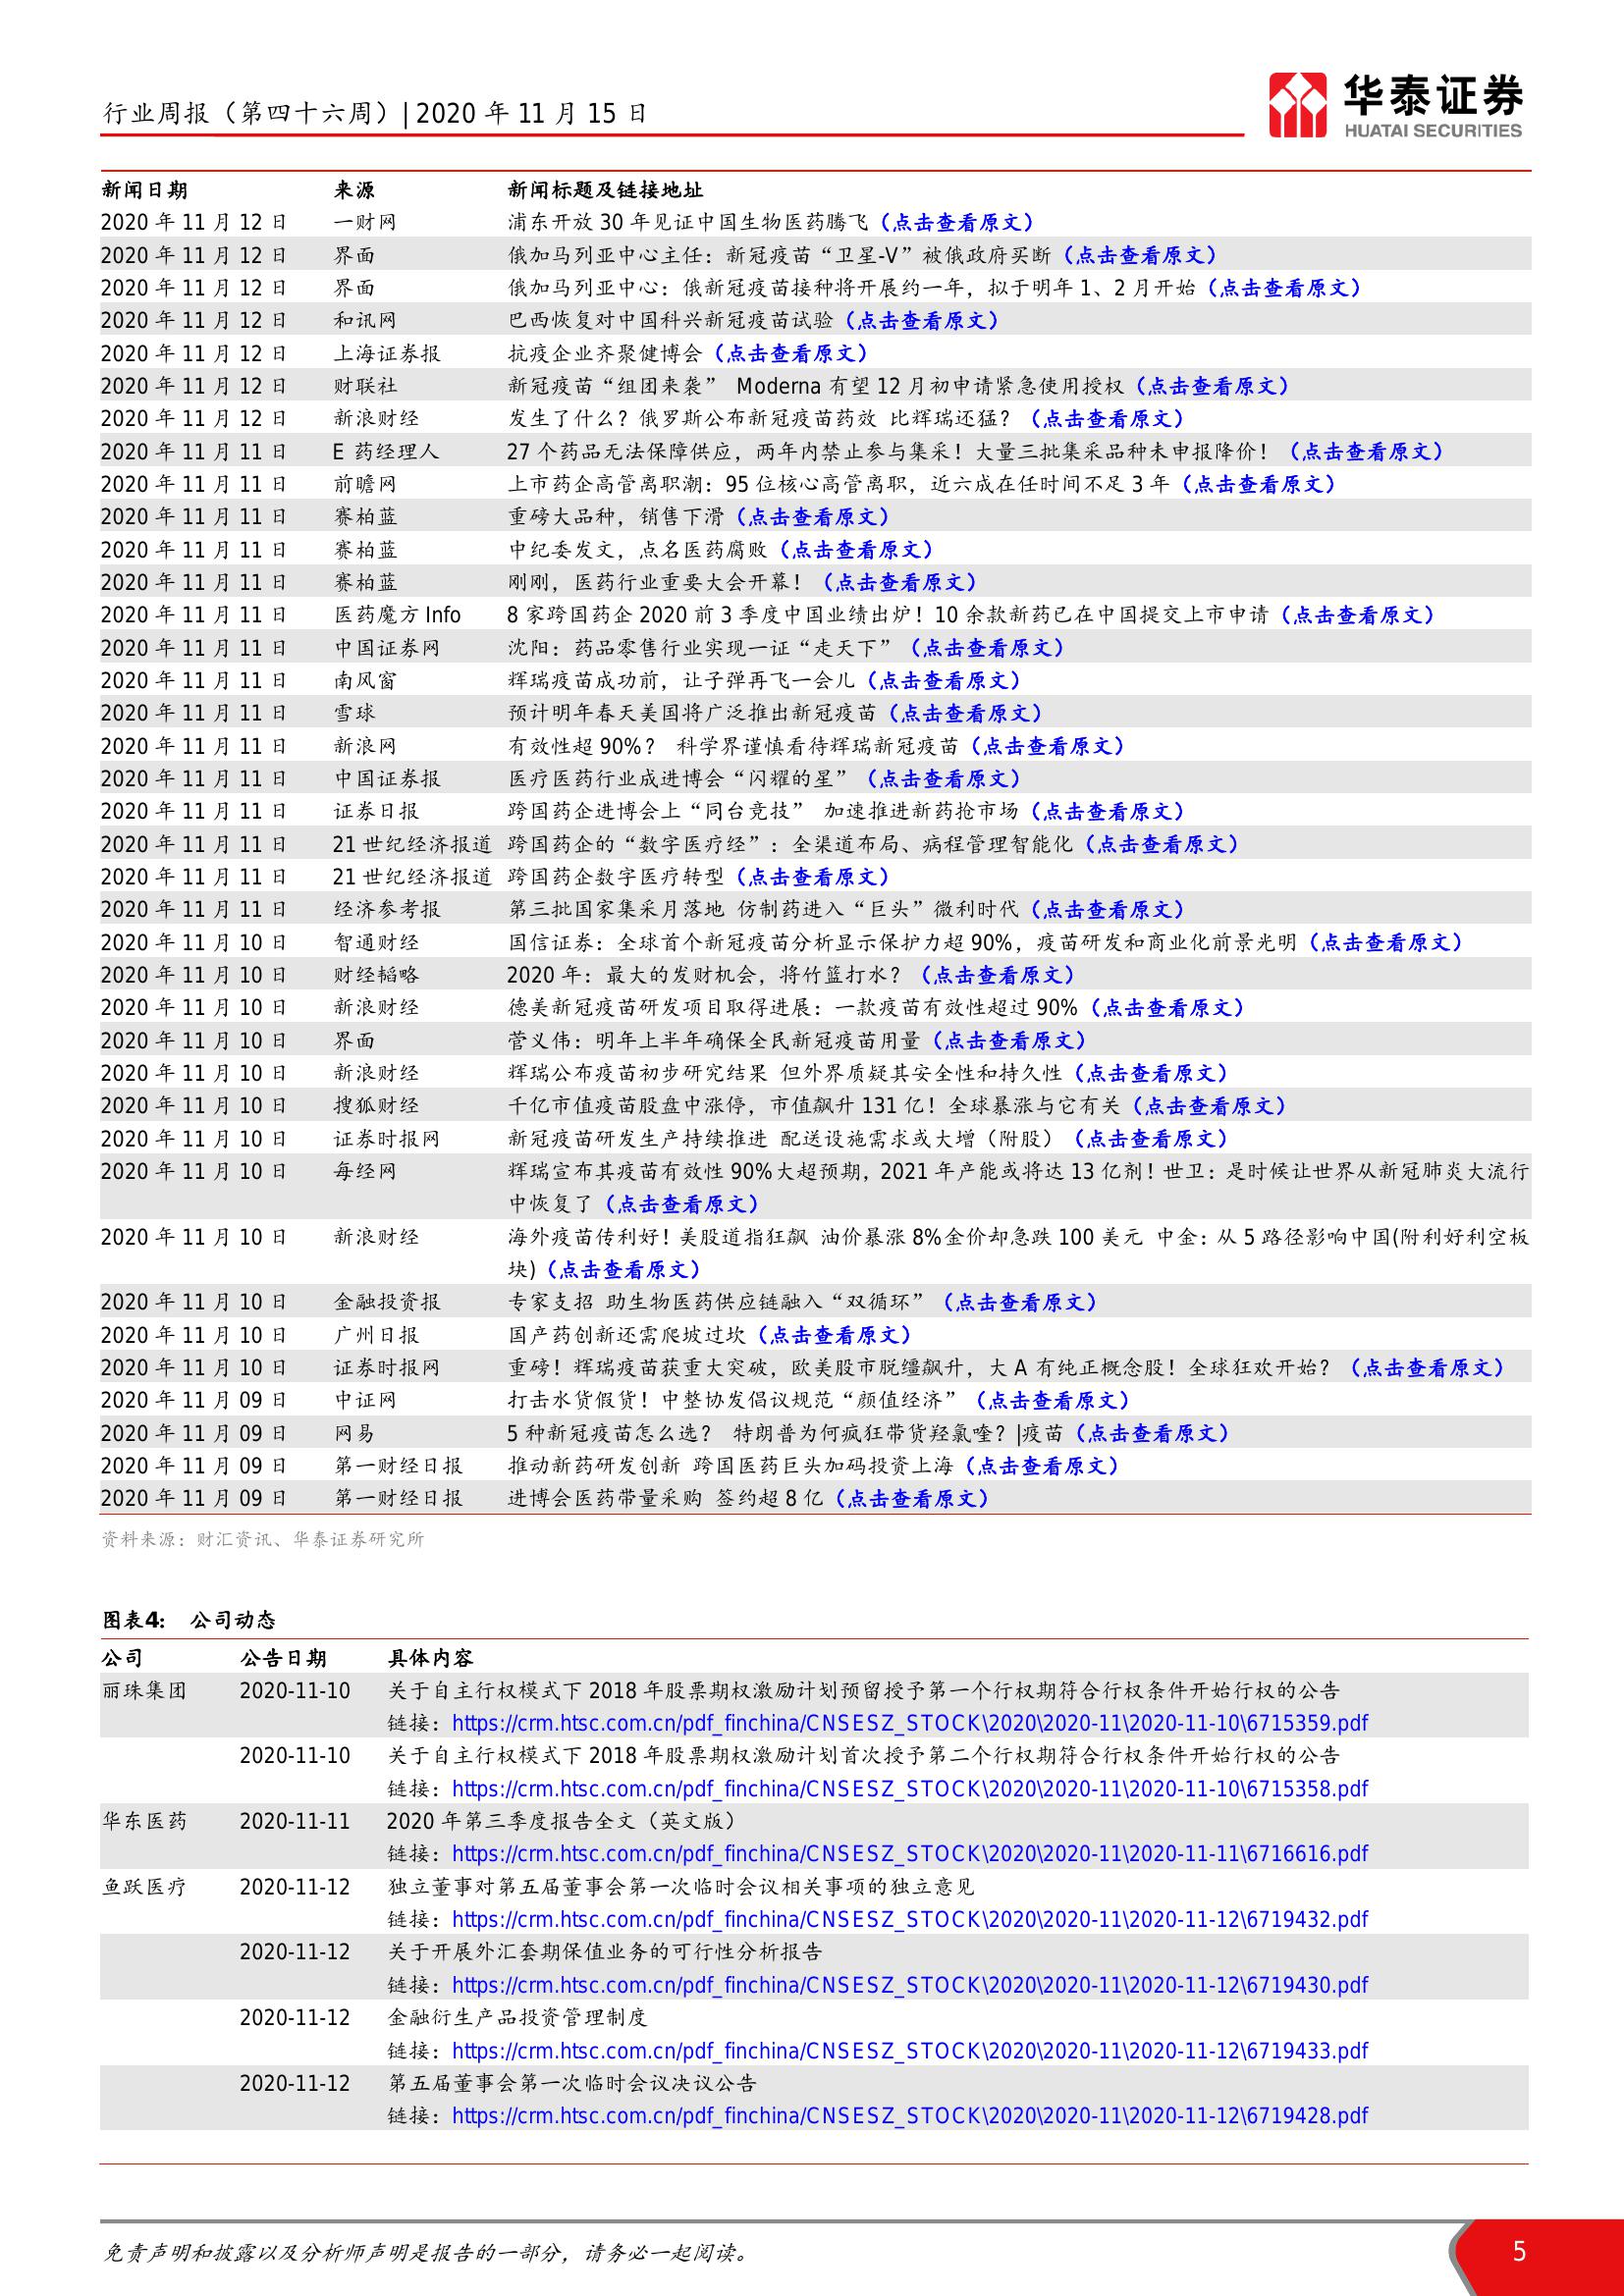 行业周报（第四十六周）| 2020 年 11 月 15 日
华泰证券
HUATAI SECURITIES
新闻日期 来源 新闻标题及链接地址
2020 年 11 月 12 日 一财网 浦东开放 30 年见证中国生物医药腾飞（点击查看原文）
2020 年 11 月 12 日 界面 俄加马列亚中心主任：新冠疫苗“卫星-V”被俄政府买断（点击查看原文）
2020 年 11 月 12 日 界面 俄加马列亚中心：俄新冠疫苗接种将开展约一年，拟于明年 1、2 月开始（点击查看原文）
2020 年 11 月 12 日 和讯网 巴西恢复对中国科兴新冠疫苗试验（点击查看原文）
2020 年 11 月 12 日 上海证券报 抗疫企业齐聚健博会（点击查看原文）
2020 年 11 月 12 日 财联社 新冠疫苗“组团来袭” Moderna 有望 12 月初申请紧急使用授权（点击查看原文）
2020 年 11 月 12 日 新浪财经 发生了什么？俄罗斯公布新冠疫苗药效 比辉瑞还猛？（点击查看原文）
2020 年 11 月 11 日 E 药经理人 27 个药品无法保障供应，两年内禁止参与集采！大量三批集采品种未申报降价！（点击查看原文）
2020 年 11 月 11 日 前瞻网 上市药企高管离职潮：95 位核心高管离职，近六成在任时间不足 3 年（点击查看原文）
2020 年 11 月 11 日 赛柏蓝 重磅大品种，销售下滑（点击查看原文）
2020 年 11 月 11 日 赛柏蓝 中纪委发文，点名医药腐败（点击查看原文）
2020 年 11 月 11 日 赛柏蓝 刚刚，医药行业重要大会开幕！（点击查看原文）
2020 年 11 月 11 日 医药魔方 Info 8 家跨国药企 2020 前 3 季度中国业绩出炉！10 余款新药已在中国提交上市申请（点击查看原文）
2020 年 11 月 11 日 中国证券网 沈阳：药品零售行业实现一证“走天下”（点击查看原文）
2020 年 11 月 11 日 南风窗 辉瑞疫苗成功前，让子弹再飞一会儿（点击查看原文）
2020 年 11 月 11 日 雪球 预计明年春天美国将广泛推出新冠疫苗（点击查看原文）
2020 年 11 月 11 日 新浪网 有效性超 90%？ 科学界谨慎看待辉瑞新冠疫苗（点击查看原文）
2020 年 11 月 11 日 中国证券报 医疗医药行业成进博会“闪耀的星”（点击查看原文）
2020 年 11 月 11 日 证券日报 跨国药企进博会上“同台竞技” 加速推进新药抢市场（点击查看原文）
2020 年 11 月 11 日 21 世纪经济报道 跨国药企的“数字医疗经”：全渠道布局、病程管理智能化（点击查看原文）
2020 年 11 月 11 日 21 世纪经济报道 跨国药企数字医疗转型（点击查看原文）
2020 年 11 月 11 日 经济参考报 第三批国家集采月落地 仿制药进入“巨头”微利时代（点击查看原文）
2020 年 11 月 10 日 智通财经 国信证券：全球首个新冠疫苗分析显示保护力超 90%，疫苗研发和商业化前景光明（点击查看原文）
2020 年 11 月 10 日 财经韬略 2020 年：最大的发财机会，将竹篮打水？（点击查看原文）
2020 年 11 月 10 日 新浪财经 德美新冠疫苗研发项目取得进展：一款疫苗有效性超过 90%（点击查看原文）
2020 年 11 月 10 日 界面 菅义伟：明年上半年确保全民新冠疫苗用量（点击查看原文）
2020 年 11 月 10 日 新浪财经 辉瑞公布疫苗初步研究结果 但外界质疑其安全性和持久性（点击查看原文）
2020 年 11 月 10 日 搜狐财经 千亿市值疫苗股盘中涨停，市值飙升 131 亿！全球暴涨与它有关（点击查看原文）
2020 年 11 月 10 日 证券时报网 新冠疫苗研发生产持续推进 配送设施需求或大增（附股）（点击查看原文）
2020 年 11 月 10 日 每经网 辉瑞宣布其疫苗有效性 90%大超预期，2021 年产能或将达 13 亿剂！世卫：是时候让世界从新冠肺炎大流行
中恢复了（点击查看原文）
2020 年 11 月 10 日 新浪财经 海外疫苗传利好！美股道指狂飙 油价暴涨 8%金价却急跌 100 美元 中金：从 5 路径影响中国(附利好利空板
块)（点击查看原文）
2020 年 11 月 10 日 金融投资报 专家支招 助生物医药供应链融入“双循环”（点击查看原文）
2020 年 11 月 10 日 广州日报 国产药创新还需爬坡过坎（点击查看原文）
2020 年 11 月 10 日 证券时报网 重磅！辉瑞疫苗获重大突破，欧美股市脱缰飙升，大 A 有纯正概念股！全球狂欢开始？（点击查看原文）
2020 年 11 月 09 日 中证网 打击水货假货！中整协发倡议规范“颜值经济”（点击查看原文）
2020 年 11 月 09 日 网易 5 种新冠疫苗怎么选？ 特朗普为何疯狂带货羟氯喹？|疫苗（点击查看原文）
2020 年 11 月 09 日 第一财经日报 推动新药研发创新 跨国医药巨头加码投资上海（点击查看原文）
2020 年 11 月 09 日 第一财经日报 进博会医药带量采购 签约超 8 亿（点击查看原文）
资料来源：财汇资讯、华泰证券研究所
图表4： 公司动态
公司 公告日期 具体内容
丽珠集团 2020-11-10 关于自主行权模式下 2018 年股票期权激励计划预留授予第一个行权期符合行权条件开始行权的公告
链接：https://crm.htsc.com.cn/pdf_finchina/CNSESZ_STOCK\2020\2020-11\2020-11-10\6715359.pdf
2020-11-10 关于自主行权模式下 2018 年股票期权激励计划首次授予第二个行权期符合行权条件开始行权的公告
链接：https://crm.htsc.com.cn/pdf_finchina/CNSESZ_STOCK\2020\2020-11\2020-11-10\6715358.pdf
华东医药 2020-11-11 2020 年第三季度报告全文（英文版）
链接：https://crm.htsc.com.cn/pdf_finchina/CNSESZ_STOCK\2020\2020-11\2020-11-11\6716616.pdf
鱼跃医疗 2020-11-12 独立董事对第五届董事会第一次临时会议相关事项的独立意见
链接：https://crm.htsc.com.cn/pdf_finchina/CNSESZ_STOCK\2020\2020-11\2020-11-12\6719432.pdf
2020-11-12 关于开展外汇套期保值业务的可行性分析报告
链接：https://crm.htsc.com.cn/pdf_finchina/CNSESZ_STOCK\2020\2020-11\2020-11-12\6719430.pdf
2020-11-12 金融衍生产品投资管理制度
链接：https://crm.htsc.com.cn/pdf_finchina/CNSESZ_STOCK\2020\2020-11\2020-11-12\6719433.pdf
2020-11-12 第五届董事会第一次临时会议决议公告
链接：https://crm.htsc.com.cn/pdf_finchina/CNSESZ_STOCK\2020\2020-11\2020-11-12\6719428.pdf
免责声明和披露以及分析师声明是报告的一部分，请务必一起阅读。 5